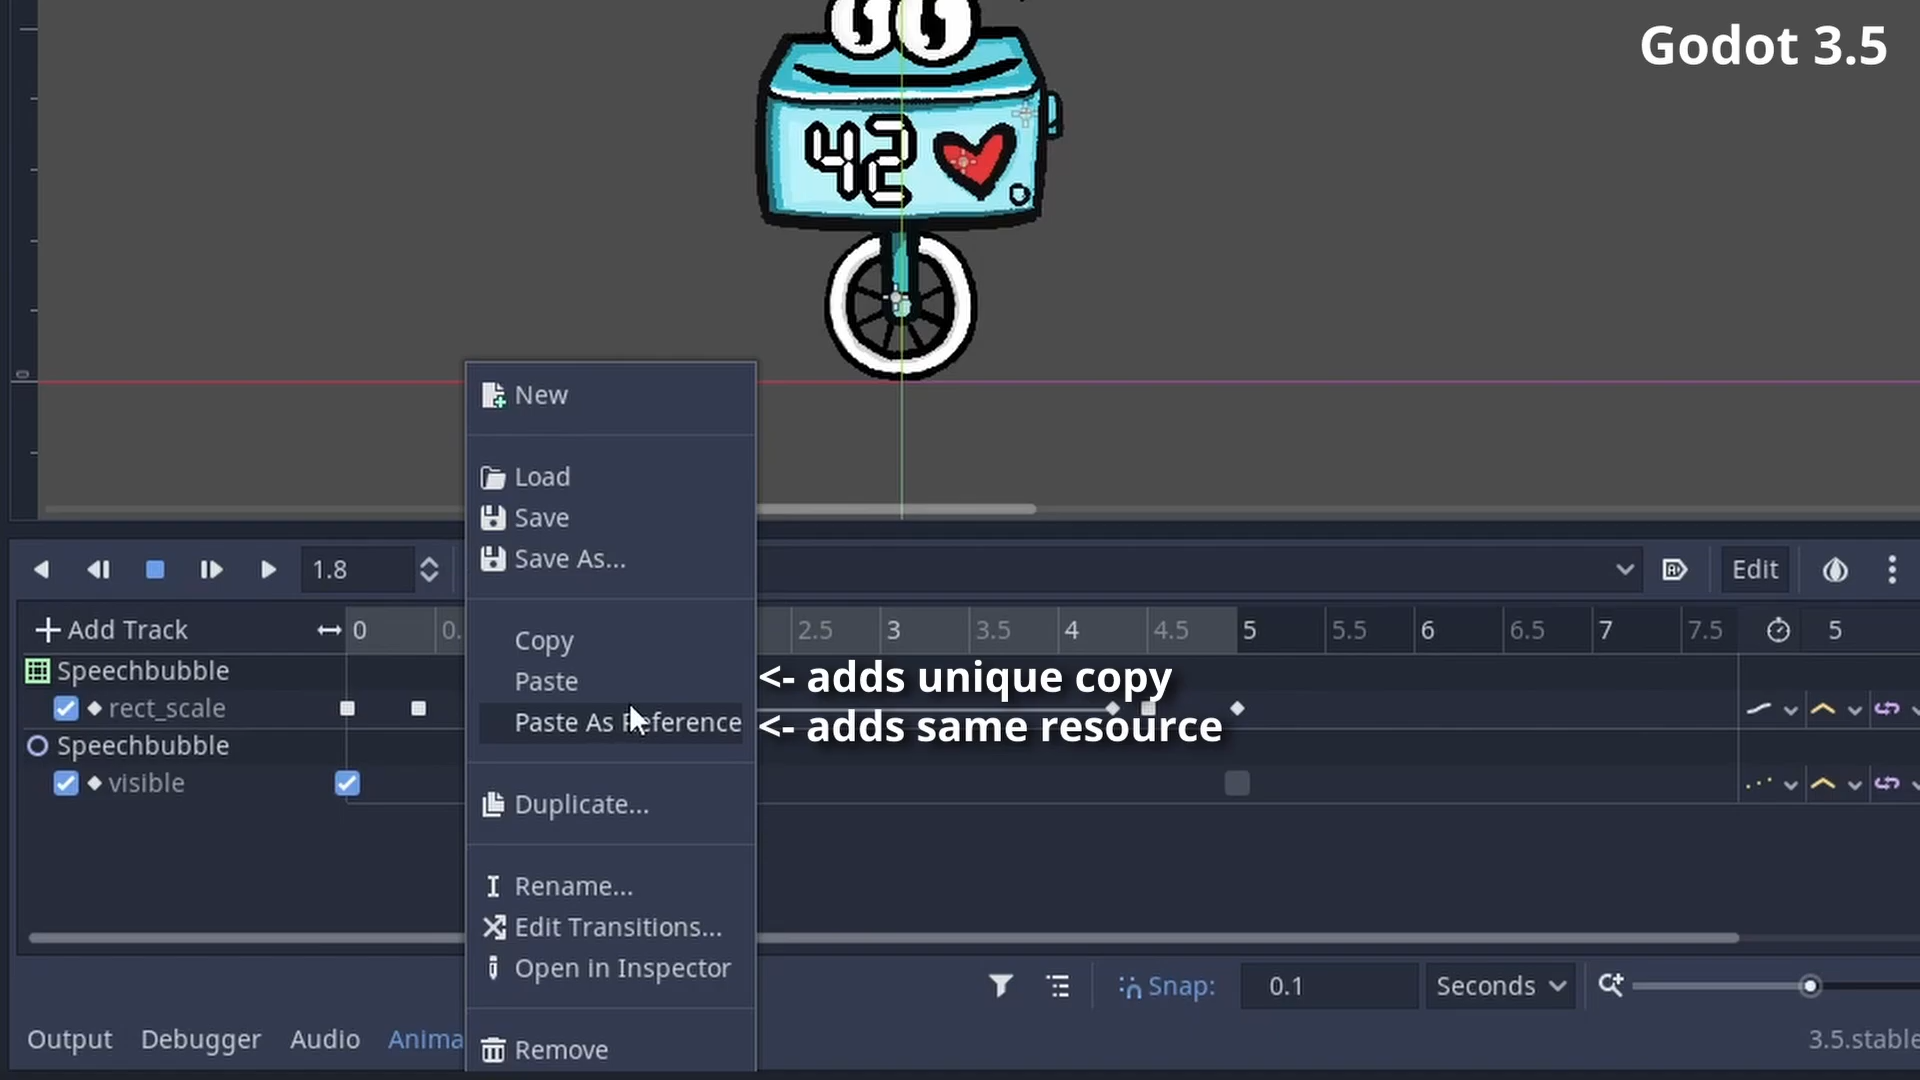 Godot 3.5
42
New
Load
Save
Save As...
1.8
Edit
Add Track
0 0. 2.5 3 3.5 4 4.5 5 5.5 6 6.5 7 7.5 5
Copy
Speechbubble
Paste <- adds unique copy
rect_scale
Paste As Reference <- adds same resource
Speechbubble
visible
Duplicate...
Rename...
Edit Transitions...
Open in Inspector
Snap: 0.1 Seconds
Output Debugger Audio Anima
3.5.stable
Remove
0